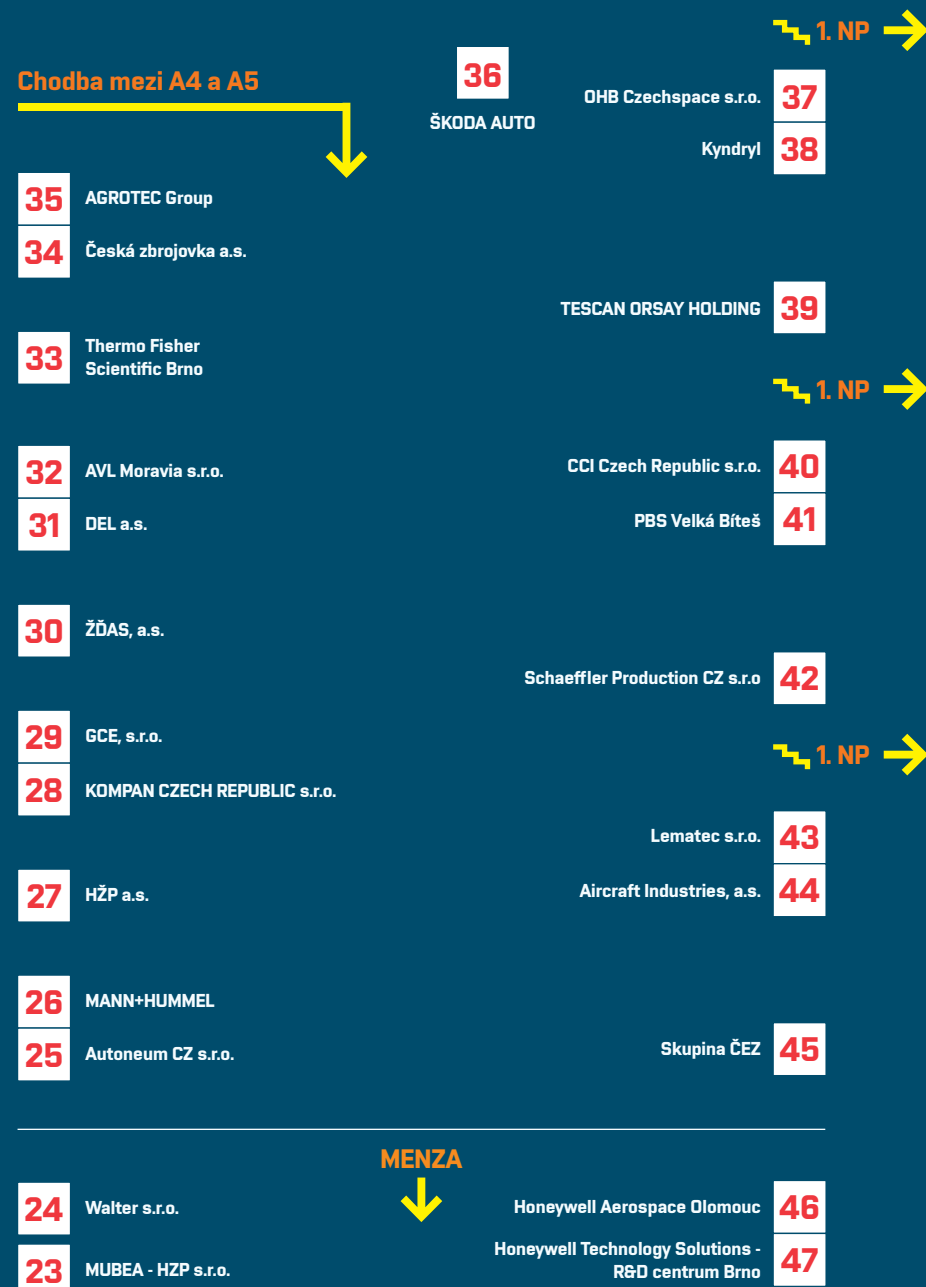 1. NP
Chodba mezi A4 a A5
36
ŠKODA AUTO
OHB Czechspace s.r.o. 37
Kyndryl 38
35 AGROTEC Group
34 Česká zbrojovka a.s.
TESCAN ORSAY HOLDING 39
33 Thermo Fisher
Scientific Brno
1. NP
32 AVL Moravia s.r.o.
31 DEL a.s.
CCI Czech Republic s.r.o. 40
PBS Velká Bíteš 41
30 ŽĎAS, a.s.
Schaeffler Production CZ s.r.o 42
29 GCE, s.r.o.
28 KOMPAN CZECH REPUBLIC s.r.o.
1. NP
Lematec s.r.o. 43
Aircraft Industries, a.s. 44
27 HŽP a.s.
26 MANN+HUMMEL
25 Autoneum CZ s.r.o.
Skupina ČEZ 45
MENZA
24 Walter s.r.o.
23 MUBEA - HZP s.r.o.
Honeywell Aerospace Olomouc 46
Honeywell Technology Solutions -
R&D centrum Brno 47